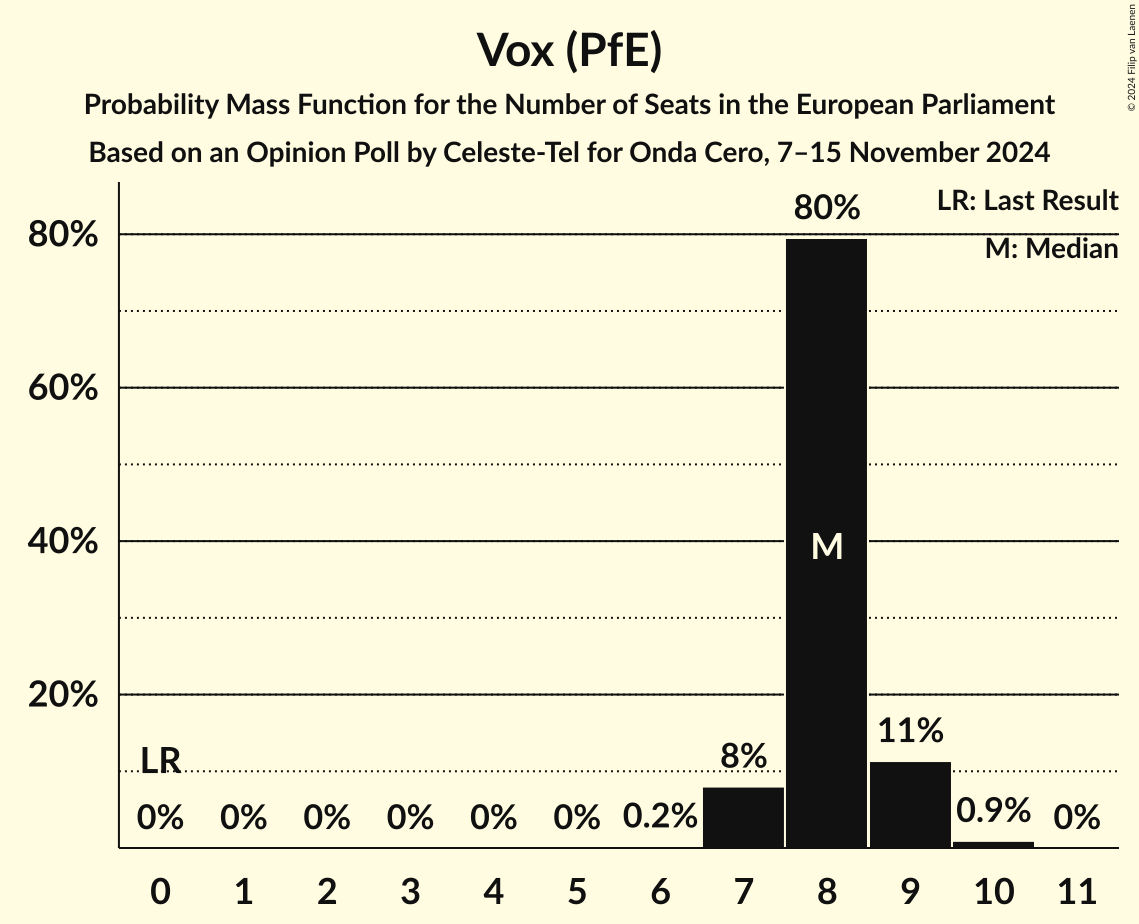 Vox (PfE)
Probability Mass Function for the Number of Seats in the European Parliament
Based on an Opinion Poll by Celeste-Tel for Onda Cero, 7–15 November 2024
© 2024 Filip van Laenen
LR: Last Result
M: Median
80%
60%
40%
20%
LR
0%
0%
0%
0%
0%
0%
0.2%
8%
80%
M
11%
0.9%
0%
0 1 2 3 4 5 6 7 8 9 10 11